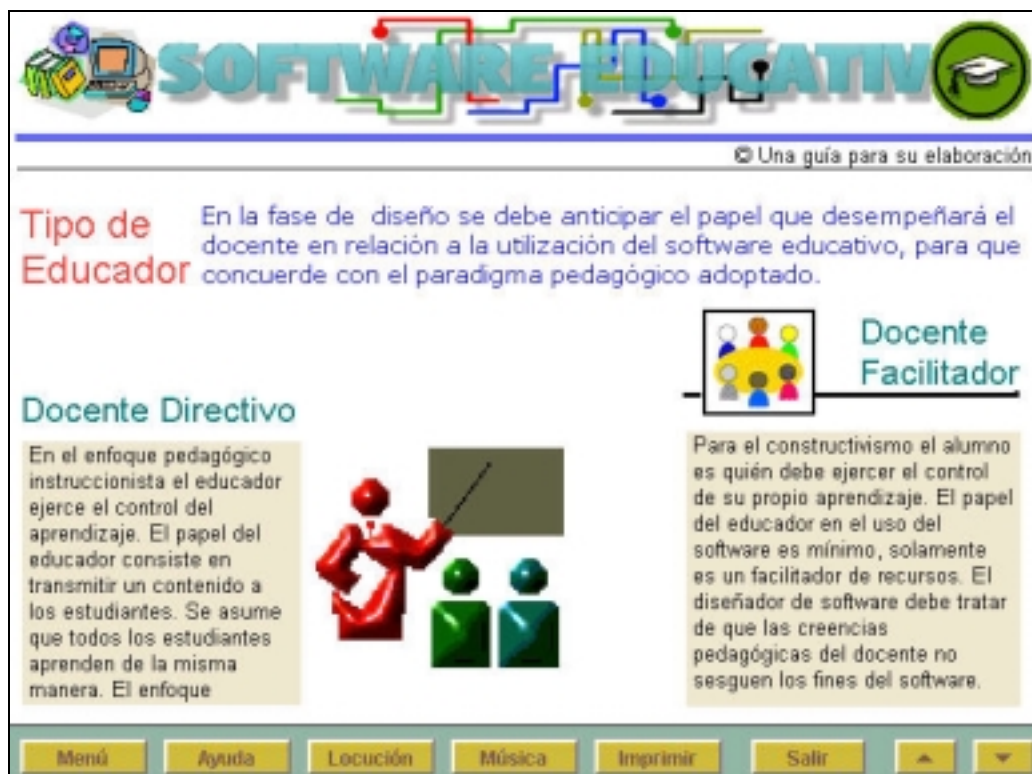 SOFTWARE EDUCATIV
© Una guía para su elaboración
Tipo de
Educador
En la fase de diseño se debe anticipar el papel que desempeñará el
docente en relación a la utilización del software educativo, para que
concuerde con el paradigma pedagógico adoptado.
Docente
Facilitador
Docente Directivo
En el enfoque pedagógico
instruccionista el educador
ejerce el control del
aprendizaje. El papel del
educador consiste en
transmitir un contenido a
los estudiantes. Se asume
que todos los estudiantes
aprenden de la misma
manera. El enfoque
Para el constructivismo el alumno
es quién debe ejercer el control
de su propio aprendizaje. El papel
del educador en el uso del
software es mínimo, solamente
es un facilitador de recursos. El
diseñador de software debe tratar
de que las creencias
pedagógicas del docente no
sesguen los fines del software.
Menú Ayuda Locución Música Imprimir Salir